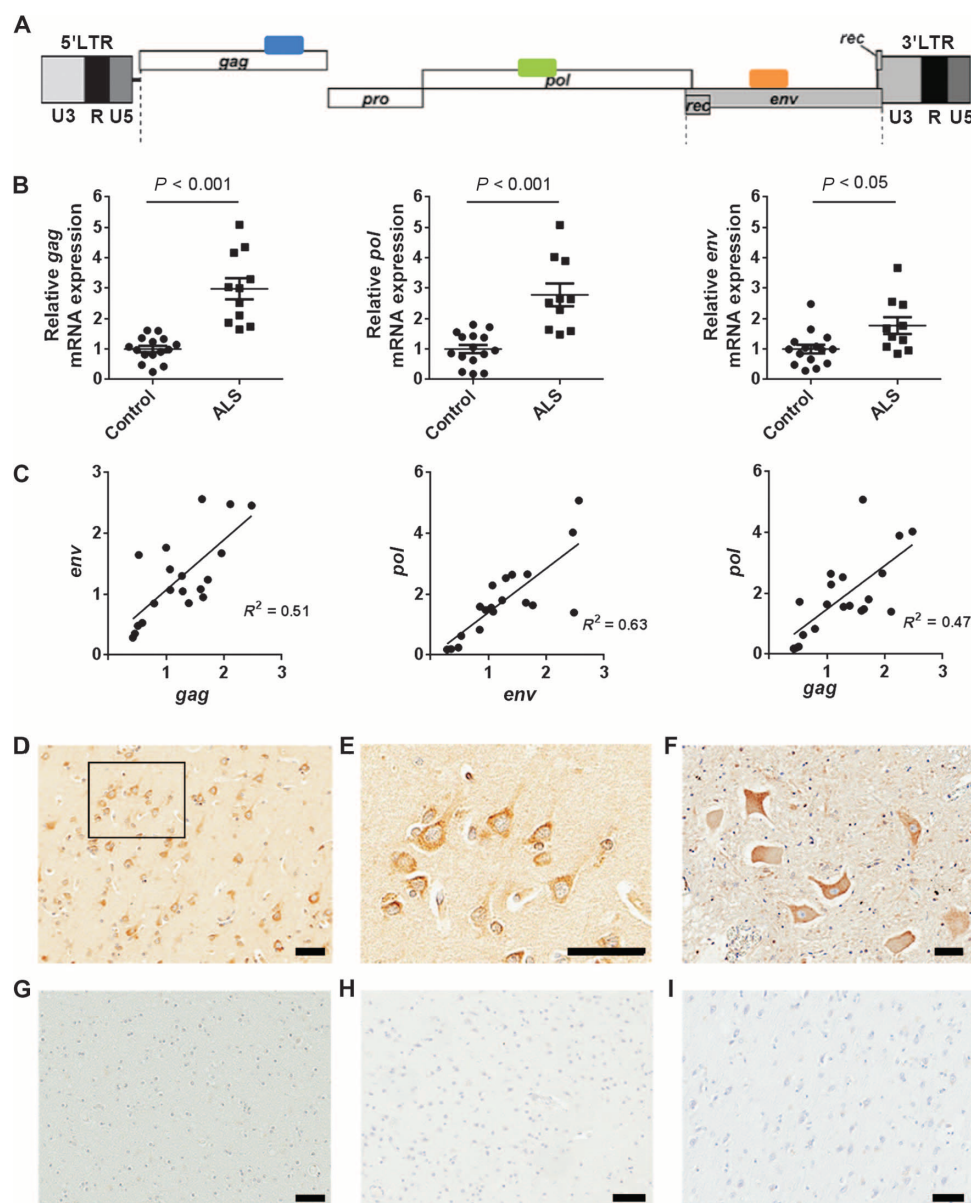 A
5'LTR
gag
rec
3'LTR
pol
pro
rec
env
U3 R U5
U3 R U5
B
P < 0.001
Relative gag
mRNA expression
6
5
4
3
2
1
0
Control
ALS
P < 0.001
Relative pol
mRNA expression
6
5
4
3
2
1
0
Control
ALS
P < 0.05
Relative env
mRNA expression
6
5
4
3
2
1
0
Control
ALS
C
env
3
2
1
0
R² = 0.51
0 1 2 3
gag
pol
6
4
2
0
R² = 0.63
0 1 2 3
env
pol
6
4
2
0
R² = 0.47
0 1 2 3
gag
D
E
F
G
H
I